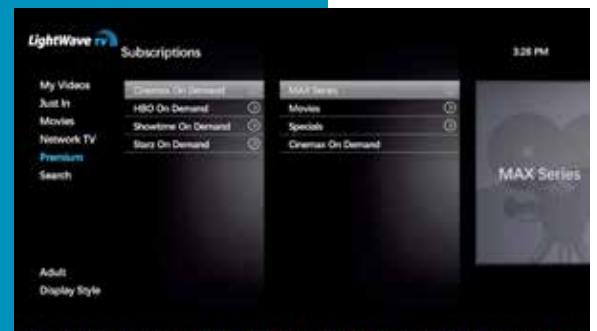 LightWave TV
Subscriptions
3:28 PM
My Videos
Just In
Movies
Network TV
Premium
Search
Adult
Display Style
Cinemax On Demand
HBO On Demand
Showtime On Demand
Starz On Demand
MAX Series
Movies
Specials
Cinemax On Demand
MAX Series